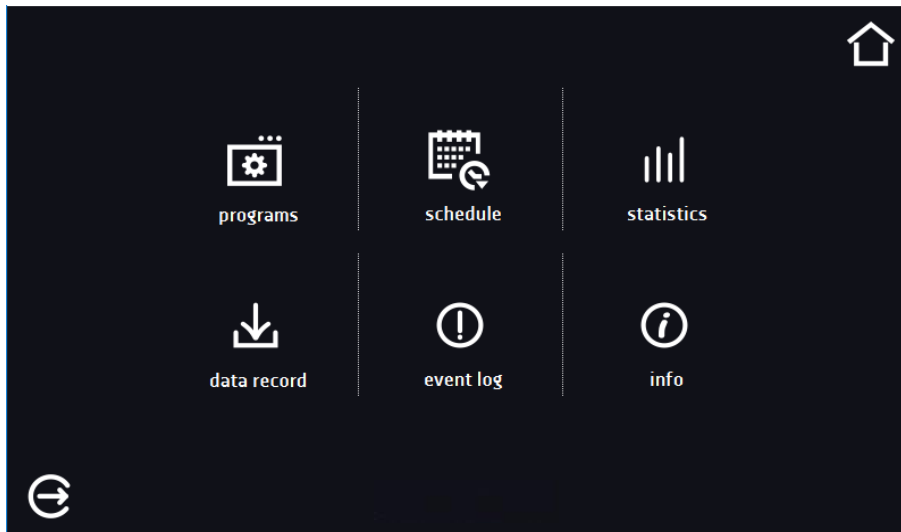 programs
schedule
statistics
data record
event log
info